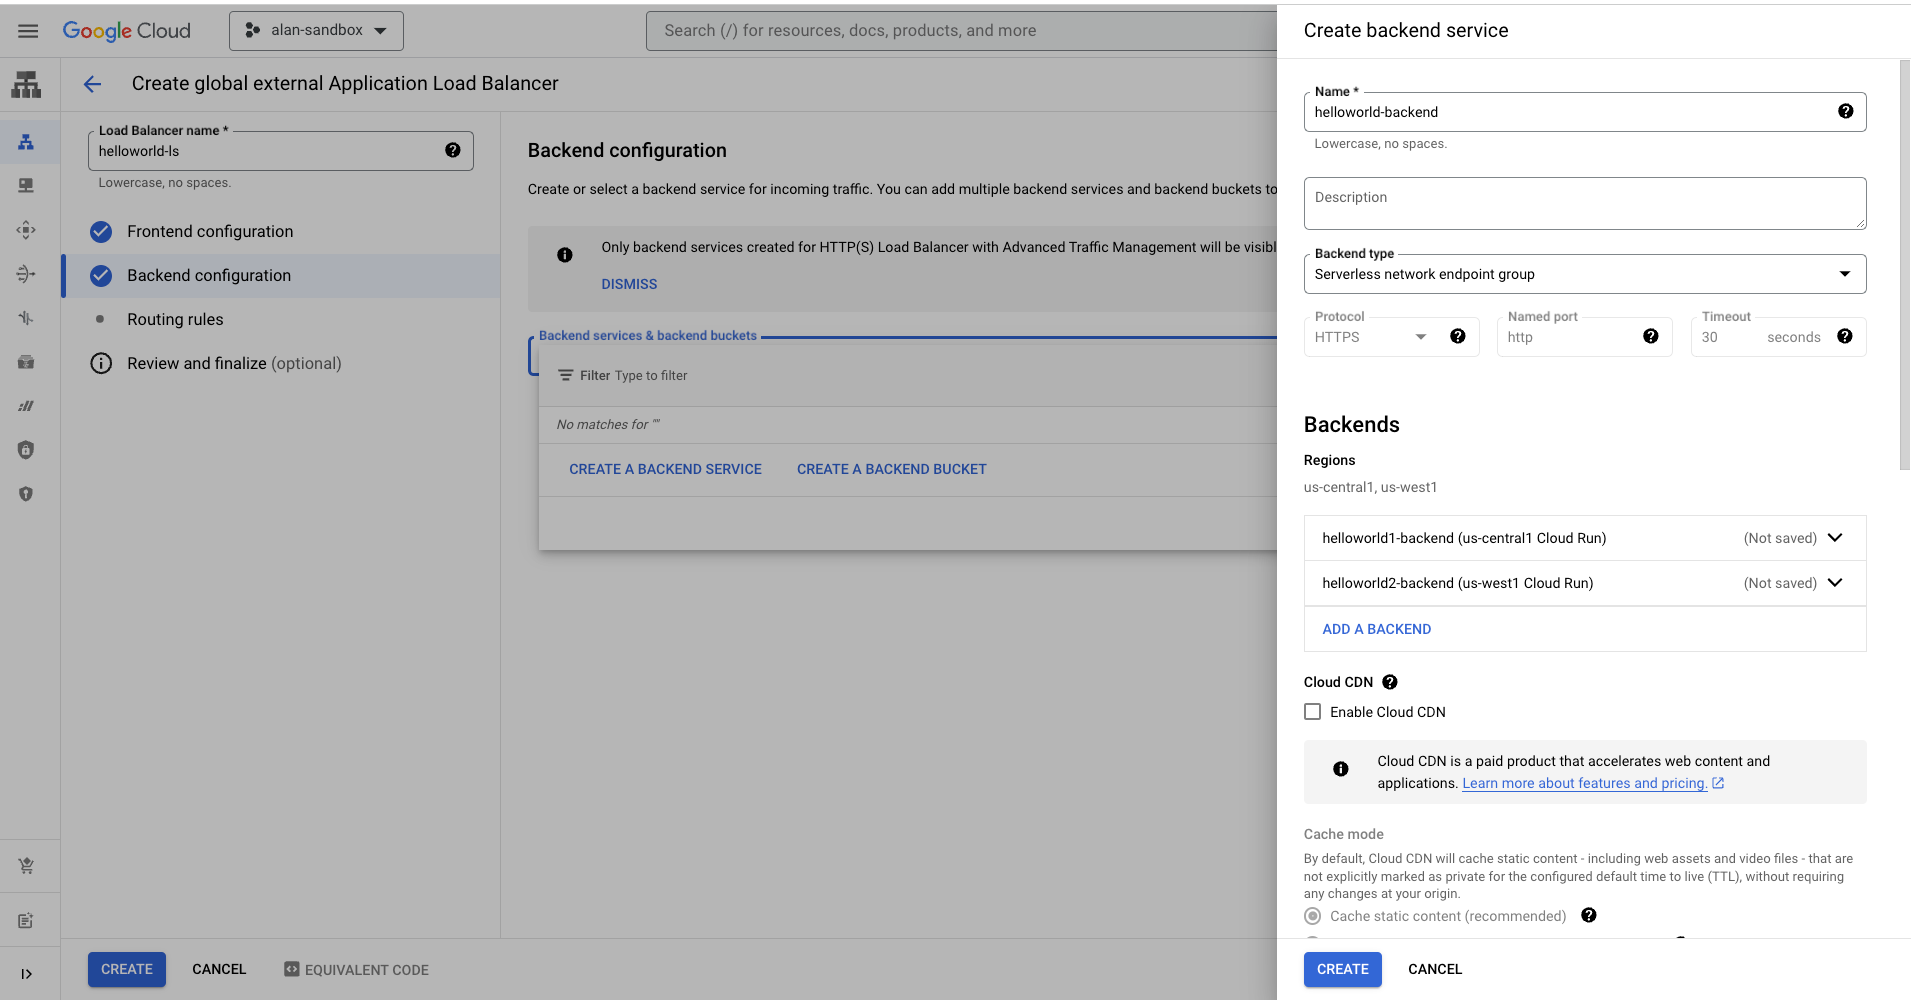 Google Cloud
alan-sandbox
Search (/) for resources, docs, products, and more
Create global external Application Load Balancer
Load Balancer name *
helloworld-ls
Lowercase, no spaces.
Frontend configuration
Backend configuration
Routing rules
Review and finalize (optional)
Backend configuration
Create or select a backend service for incoming traffic. You can add multiple backend services and backend buckets to
Only backend services created for HTTP(S) Load Balancer with Advanced Traffic Management will be visibl
DISMISS
Backend services & backend buckets
Filter Type to filter
No matches for ""
CREATE A BACKEND SERVICE CREATE A BACKEND BUCKET
CREATE CANCEL EQUIVALENT CODE
Create backend service
Name *
helloworld-backend
Lowercase, no spaces.
Description
Backend type
Serverless network endpoint group
Protocol Named port Timeout
HTTPS http 30 seconds
Backends
Regions
us-central1, us-west1
helloworld1-backend (us-central1 Cloud Run) (Not saved)
helloworld2-backend (us-west1 Cloud Run) (Not saved)
ADD A BACKEND
Cloud CDN
Enable Cloud CDN
Cloud CDN is a paid product that accelerates web content and
applications. Learn more about features and pricing.
Cache mode
By default, Cloud CDN will cache static content - including web assets and video files - that are
not explicitly marked as private for the configured default time to live (TTL), without requiring
any changes at your origin.
Cache static content (recommended)
CREATE CANCEL